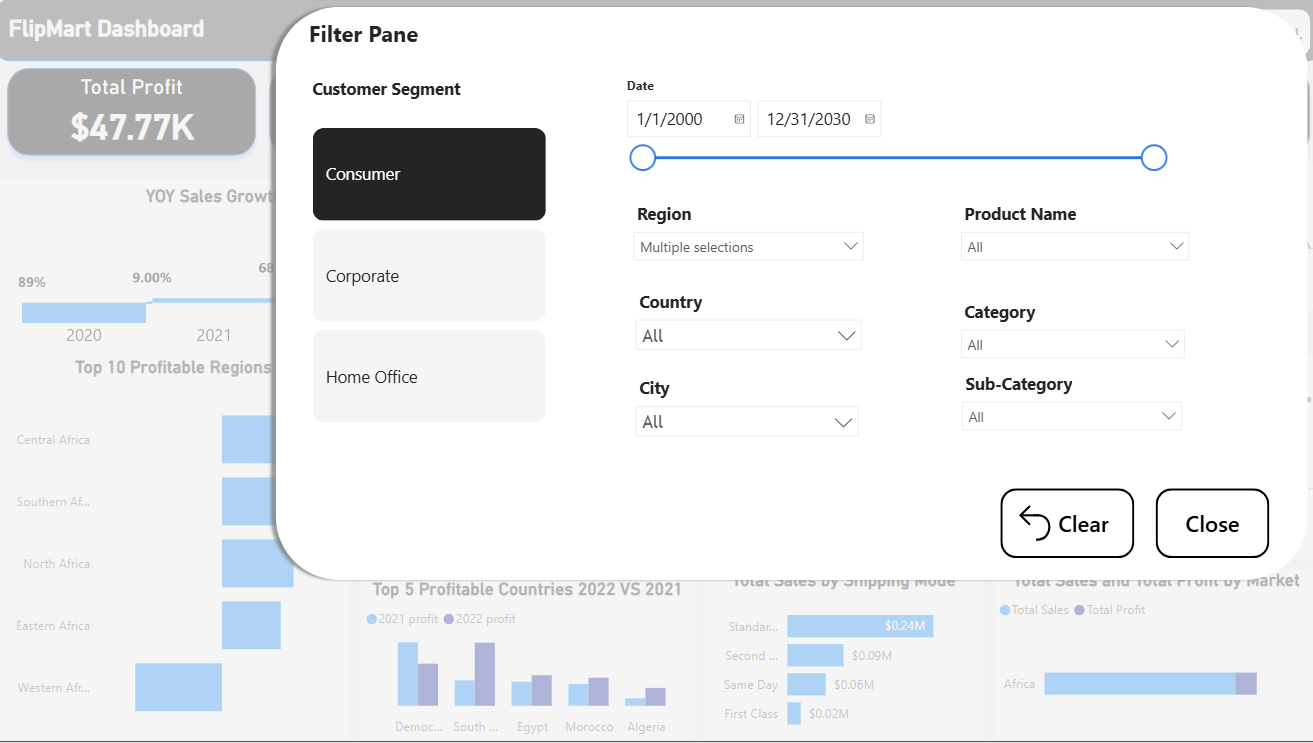 FlipMart Dashboard
Total Profit
$47.77K
Filter Pane
Customer Segment
Consumer
Corporate
Home Office
Date
1/1/2000
12/31/2030
Region
Multiple selections
Product Name
All
Country
All
Category
All
City
All
Sub-Category
All
Clear
Close
YOY Sales Growth
89%
9.00%
68
2020
2021
Top 10 Profitable Regions
Central Africa
Southern Af...
North Africa
Eastern Africa
Western Afr...
Top 5 Profitable Countries 2022 VS 2021
2021 profit
2022 profit
Democ...
South ...
Egypt
Morocco
Algeria
Total Sales by Shipping Mode
Standar...
$0.24M
Second ...
$0.09M
Same Day
$0.06M
First Class
$0.02M
Total Sales and Total Profit by Market
Total Sales
Total Profit
Africa